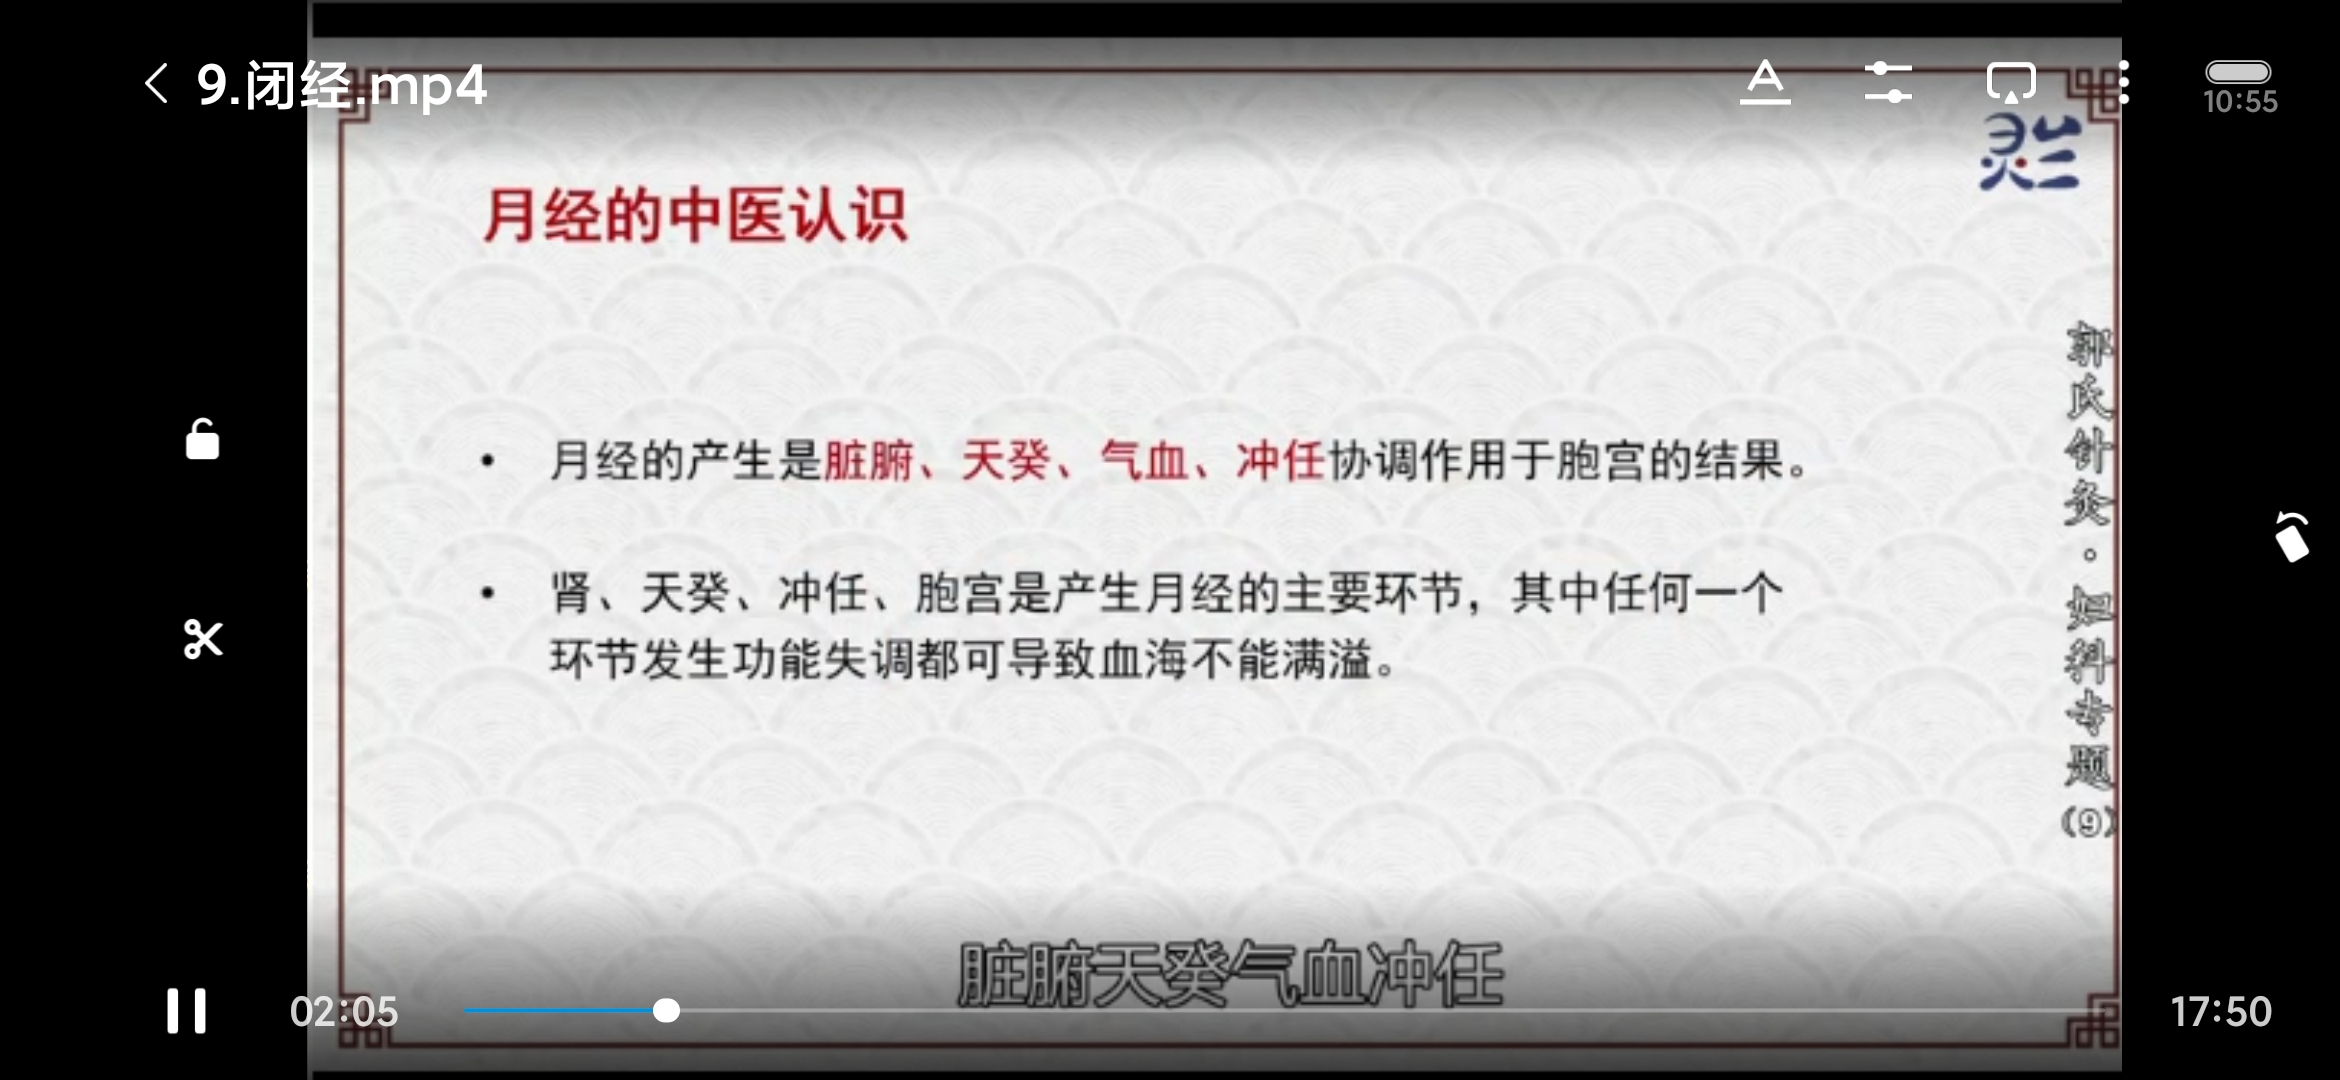 9.闭经.mp4
10:55
灵兰
月经的中医认识
• 月经的产生是脏腑、天癸、气血、冲任协调作用于胞宫的结果。
• 肾、天癸、冲任、胞宫是产生月经的主要环节，其中任何一个
环节发生功能失调都可导致血海不能满溢。
郭氏针灸·妇科专题(9)
脏腑天癸气血冲任
02:05
17:50